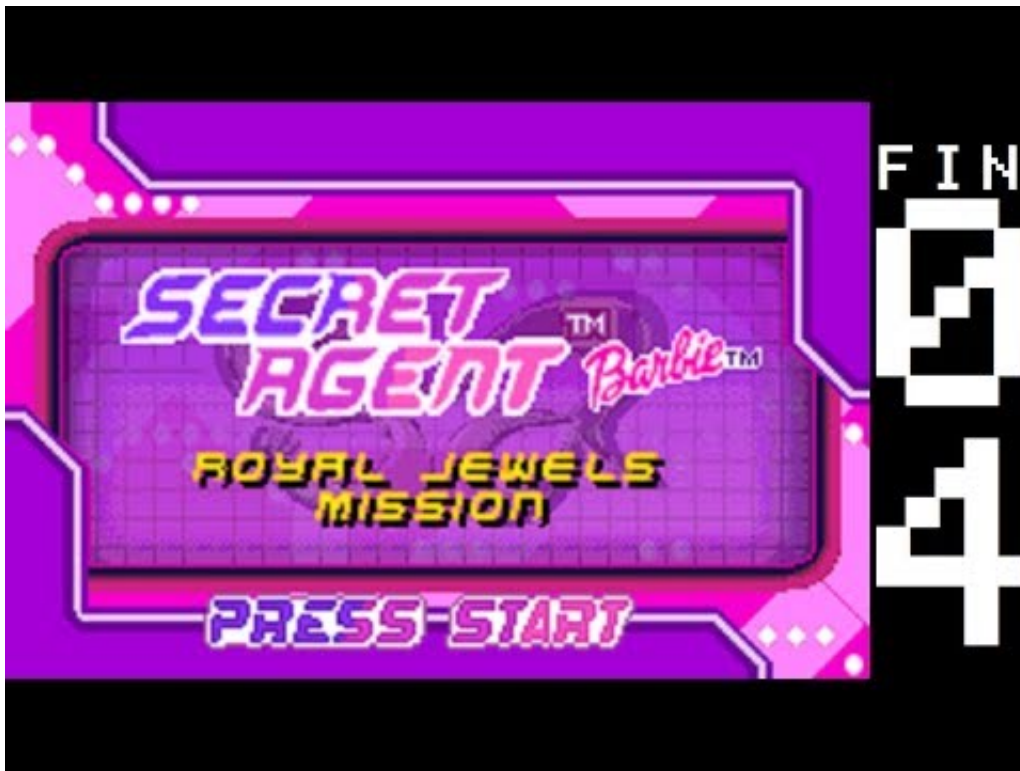 SECRET
AGENT™ Barbie™
ROYAL JEWELS
MISSION
PRESS START
FIN
0
4